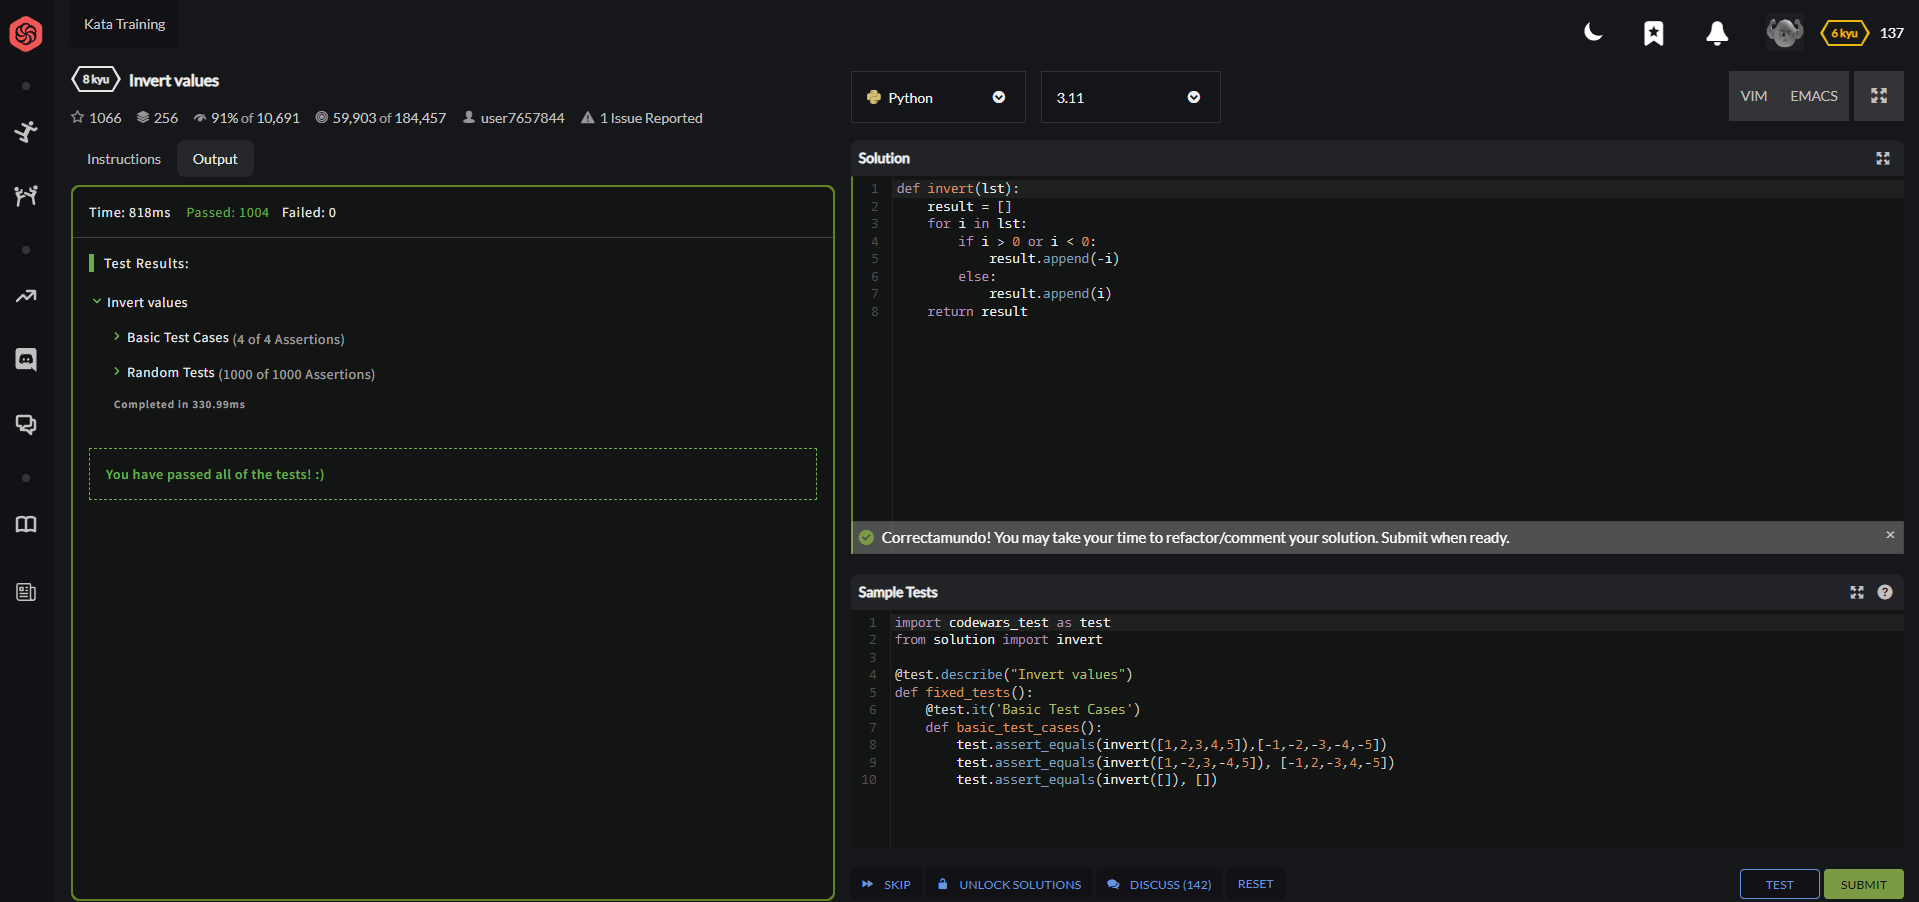 Kata Training
6 kyu 137
8 kyu Invert values
1066 256 91% of 10,691 59,903 of 184,457 user7657844 1 Issue Reported
Instructions Output
Time: 818ms Passed: 1004 Failed: 0
Test Results:
Invert values
Basic Test Cases (4 of 4 Assertions)
Random Tests (1000 of 1000 Assertions)
Completed in 330.99ms
You have passed all of the tests! :)
Python 3.11 VIM EMACS
Solution
1 def invert(lst):
2     result = []
3     for i in lst:
4         if i > 0 or i < 0:
5             result.append(-i)
6         else:
7             result.append(i)
8     return result
Correctamundo! You may take your time to refactor/comment your solution. Submit when ready. ×
Sample Tests ?
1 import codewars_test as test
2 from solution import invert
3
4 @test.describe("Invert values")
5 def fixed_tests():
6     @test.it('Basic Test Cases')
7     def basic_test_cases():
8         test.assert_equals(invert([1,2,3,4,5]),[-1,-2,-3,-4,-5])
9         test.assert_equals(invert([1,-2,3,-4,5]), [-1,2,-3,4,-5])
10         test.assert_equals(invert([]), [])
SKIP UNLOCK SOLUTIONS DISCUSS (142) RESET TEST SUBMIT